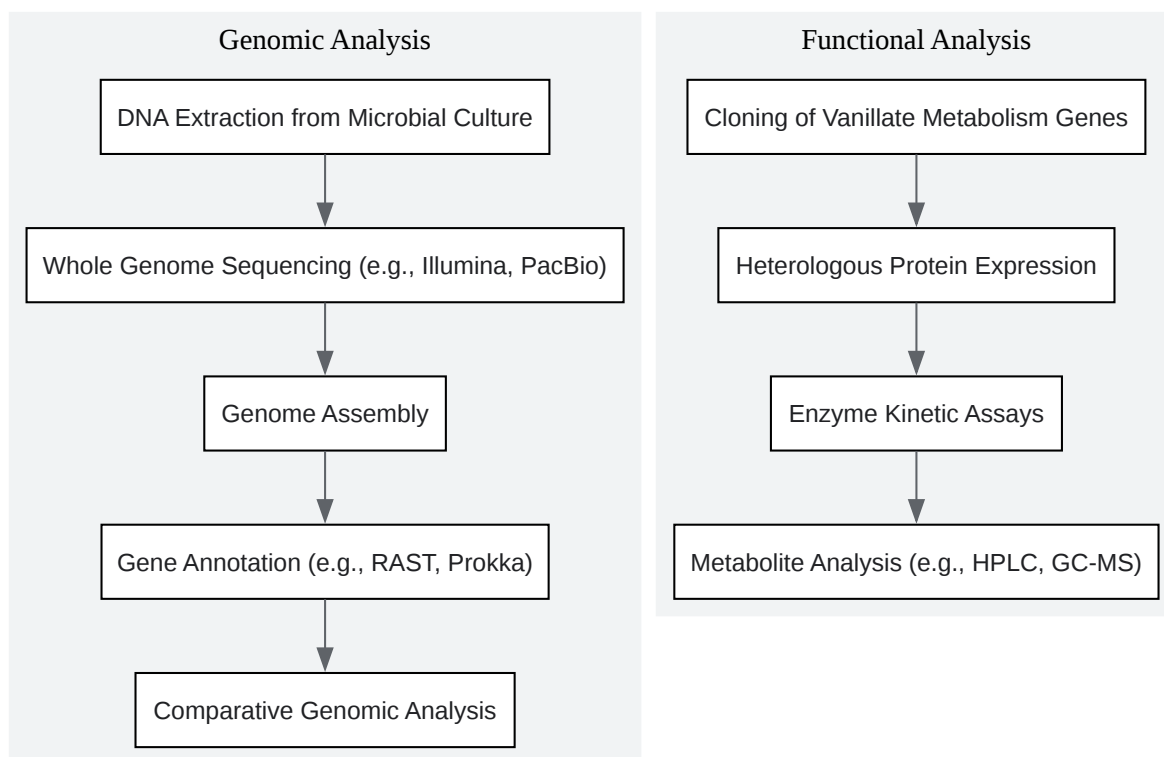 Genomic Analysis
DNA Extraction from Microbial Culture
Whole Genome Sequencing (e.g., Illumina, PacBio)
Genome Assembly
Gene Annotation (e.g., RAST, Prokka)
Comparative Genomic Analysis
Functional Analysis
Cloning of Vanillate Metabolism Genes
Heterologous Protein Expression
Enzyme Kinetic Assays
Metabolite Analysis (e.g., HPLC, GC-MS)